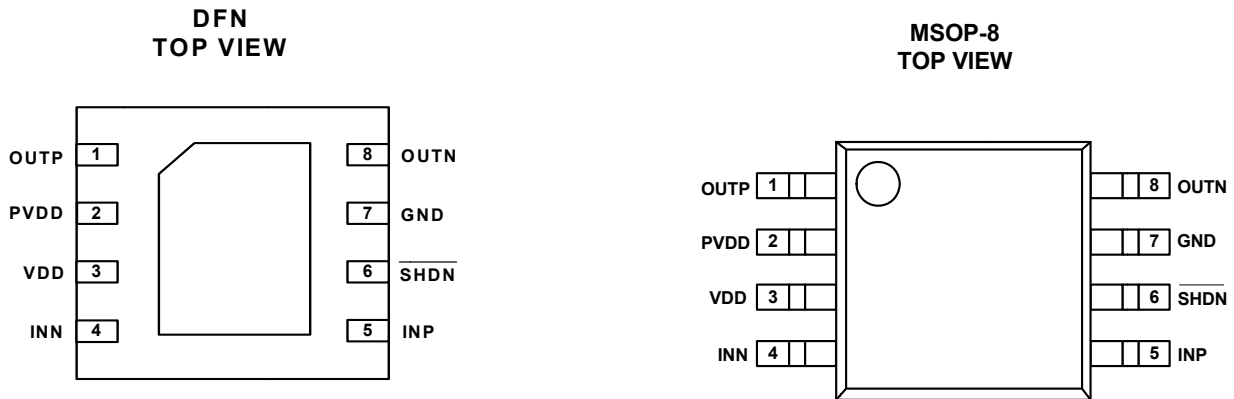 DFN
TOP VIEW
OUTP 1 8 OUTN
PVDD 2 7 GND
VDD 3 6 SHDN
INN 4 5 INP
MSOP-8
TOP VIEW
OUTP 1 8 OUTN
PVDD 2 7 GND
VDD 3 6 SHDN
INN 4 5 INP